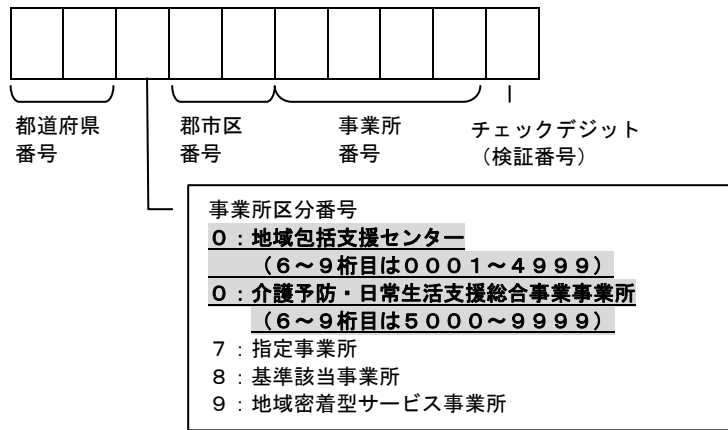 都道府県
番号
郡市区
番号
事業所
番号
チェックデジット
（検証番号）
事業所区分番号
０：地域包括支援センター
（６～９桁目は０００１～４９９９）
０：介護予防・日常生活支援総合事業事業所
（６～９桁目は５０００～９９９９）
７：指定事業所
８：基準該当事業所
９：地域密着型サービス事業所